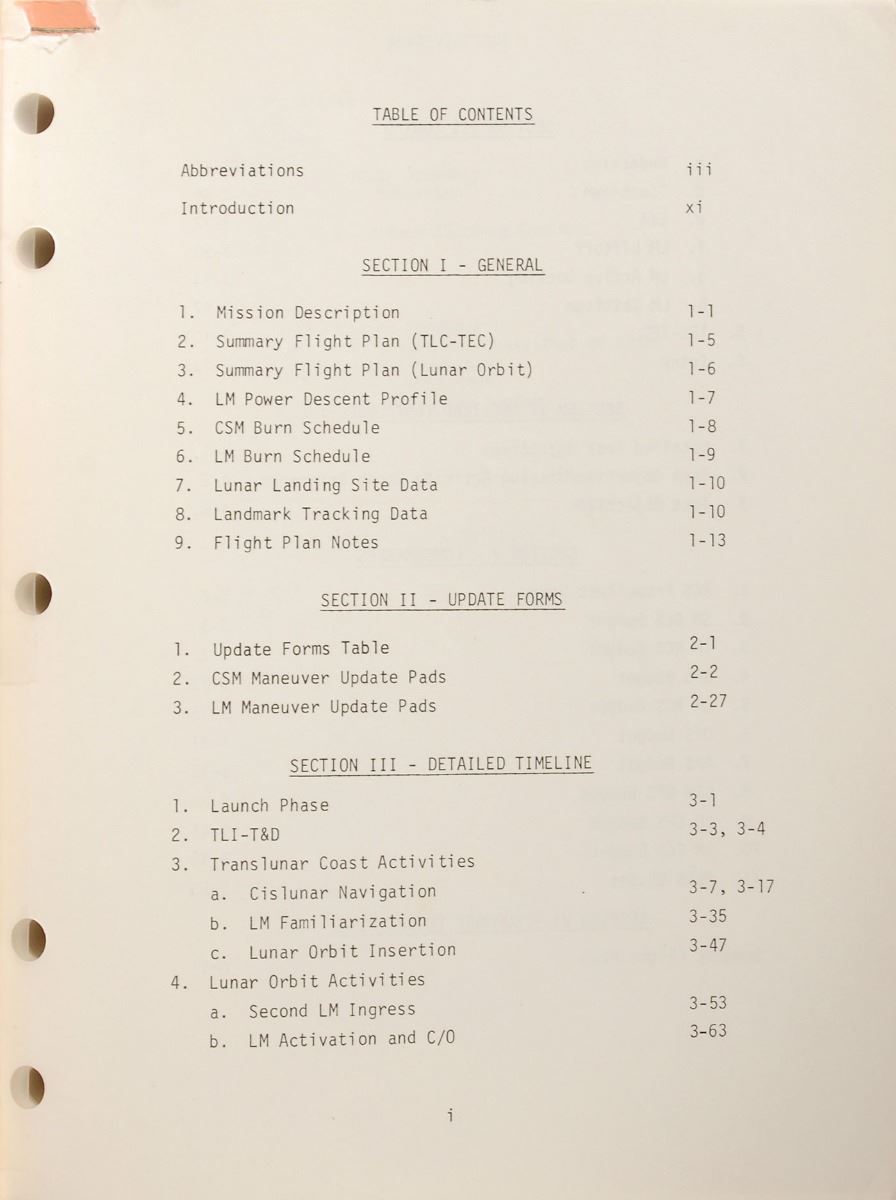 TABLE OF CONTENTS
Abbreviations iii
Introduction xi
SECTION I - GENERAL
1. Mission Description 1-1
2. Summary Flight Plan (TLC-TEC) 1-5
3. Summary Flight Plan (Lunar Orbit) 1-6
4. LM Power Descent Profile 1-7
5. CSM Burn Schedule 1-8
6. LM Burn Schedule 1-9
7. Lunar Landing Site Data 1-10
8. Landmark Tracking Data 1-10
9. Flight Plan Notes 1-13
SECTION II - UPDATE FORMS
1. Update Forms Table 2-1
2. CSM Maneuver Update Pads 2-2
3. LM Maneuver Update Pads 2-27
SECTION III - DETAILED TIMELINE
1. Launch Phase 3-1
2. TLI-T&D 3-3, 3-4
3. Translunar Coast Activities
a. Cislunar Navigation 3-7, 3-17
b. LM Familiarization 3-35
c. Lunar Orbit Insertion 3-47
4. Lunar Orbit Activities
a. Second LM Ingress 3-53
b. LM Activation and C/O 3-63
i